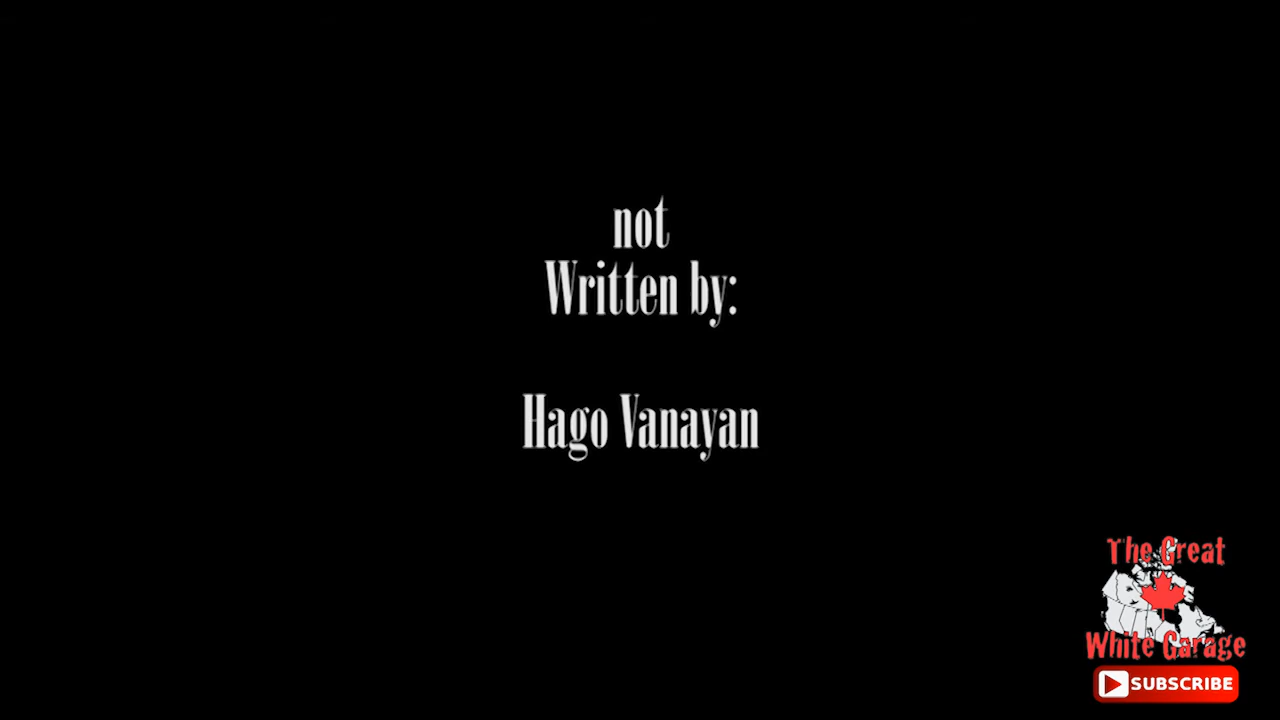 not
Written by:
Hago Vanayan
The Great
White Garage
SUBSCRIBE